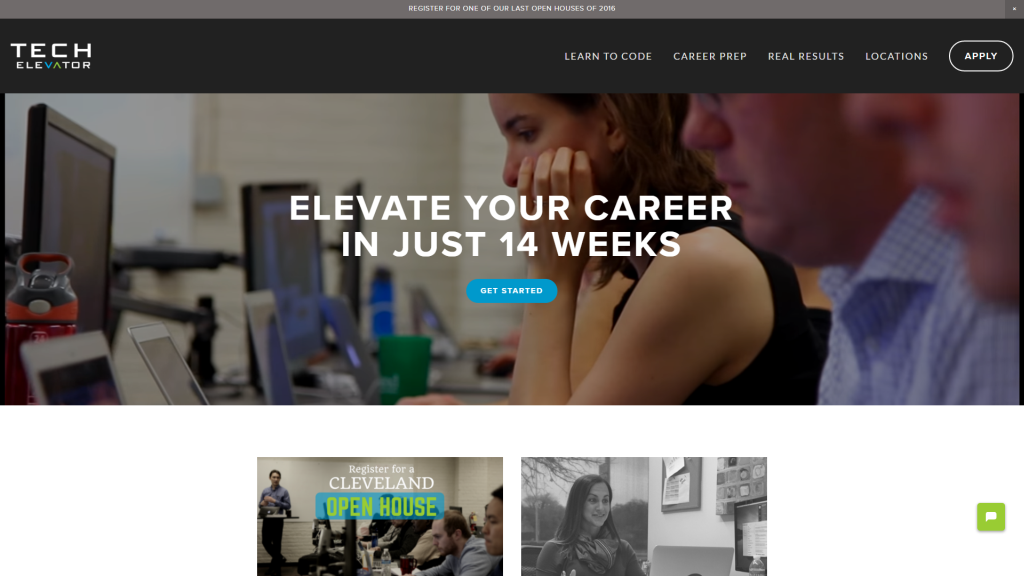 REGISTER FOR ONE OF OUR LAST OPEN HOUSES OF 2016
×
TECH
ELEVATOR
LEARN TO CODE
CAREER PREP
REAL RESULTS
LOCATIONS
APPLY
ELEVATE YOUR CAREER
IN JUST 14 WEEKS
GET STARTED
Register for a
CLEVELAND
OPEN HOUSE